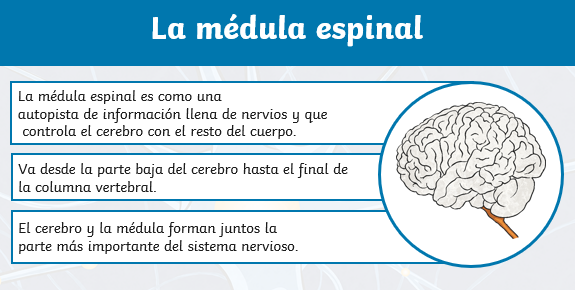 La médula espinal
La médula espinal es como una
autopista de información llena de nervios y que
controla el cerebro con el resto del cuerpo.
Va desde la parte baja del cerebro hasta el final de
la columna vertebral.
El cerebro y la médula forman juntos la
parte más importante del sistema nervioso.